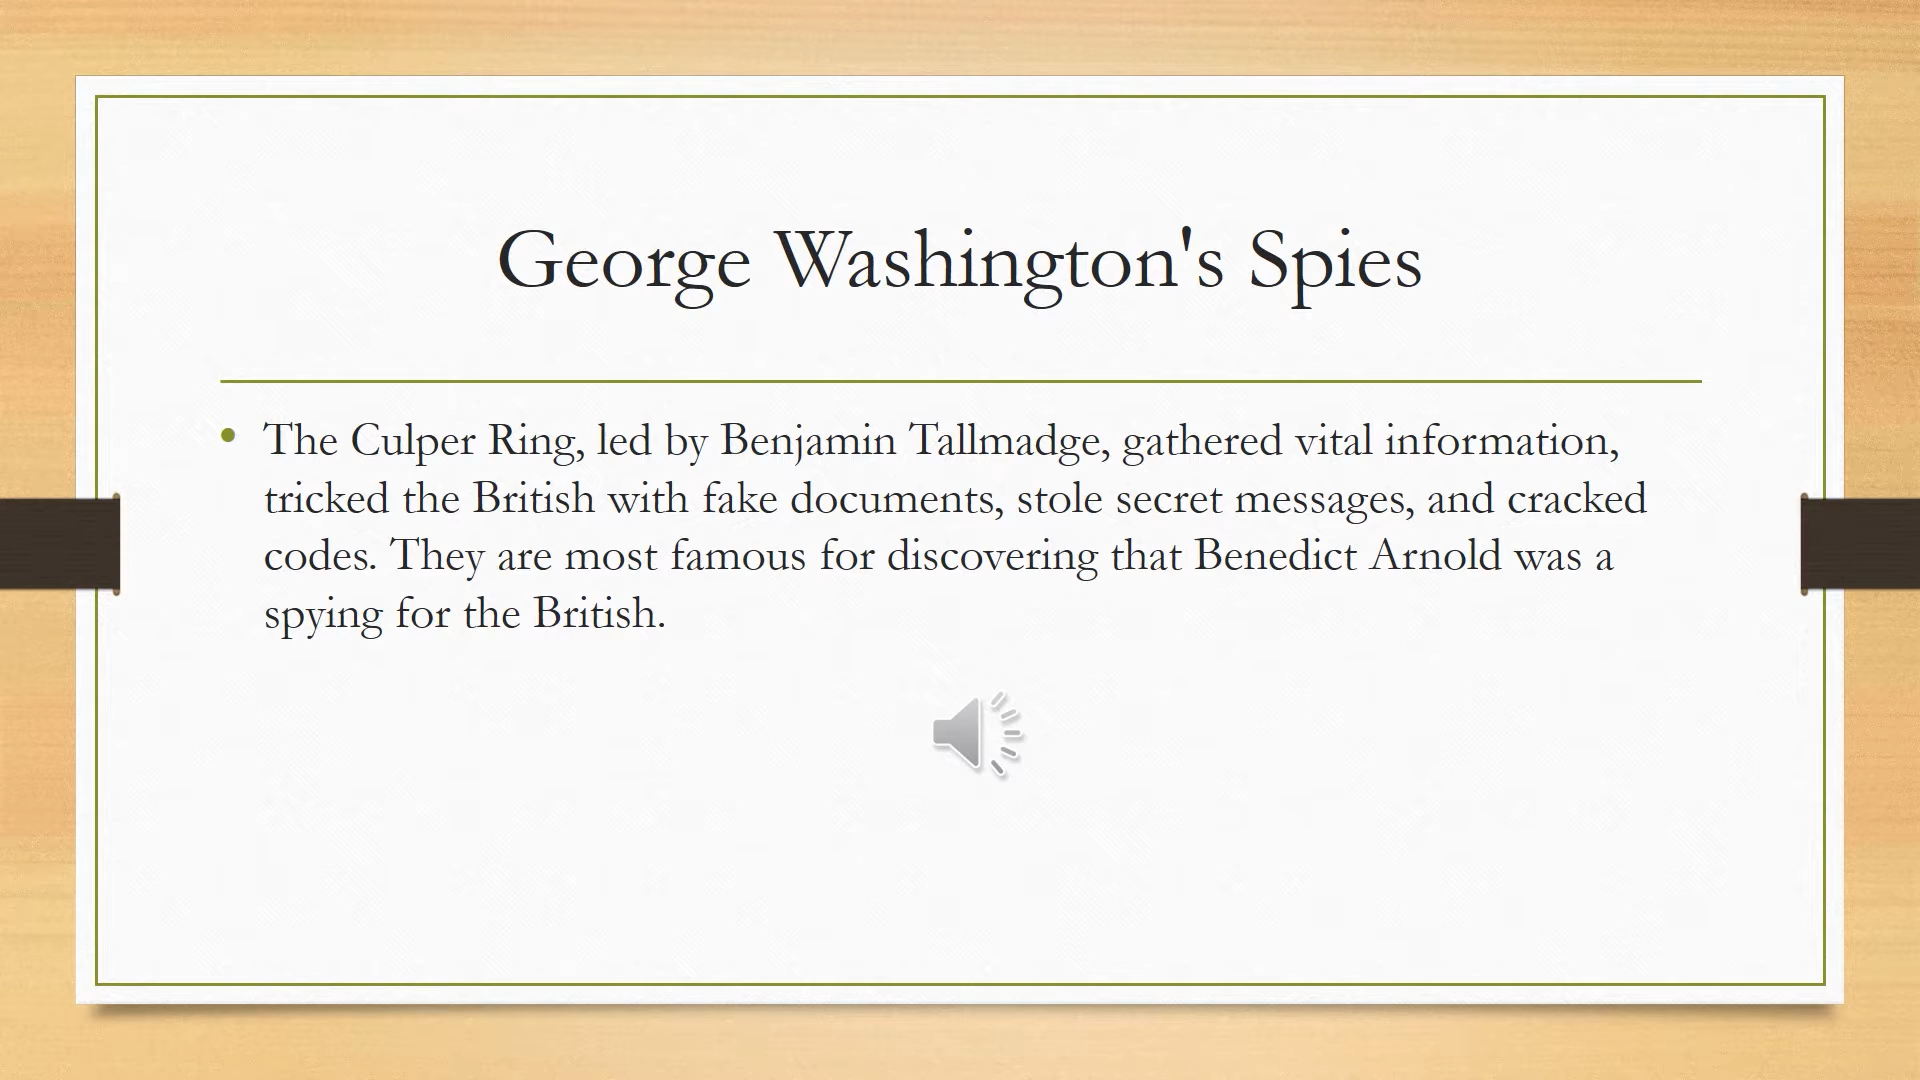 George Washington's Spies
• The Culper Ring, led by Benjamin Tallmadge, gathered vital information,
tricked the British with fake documents, stole secret messages, and cracked
codes. They are most famous for discovering that Benedict Arnold was a
spying for the British.